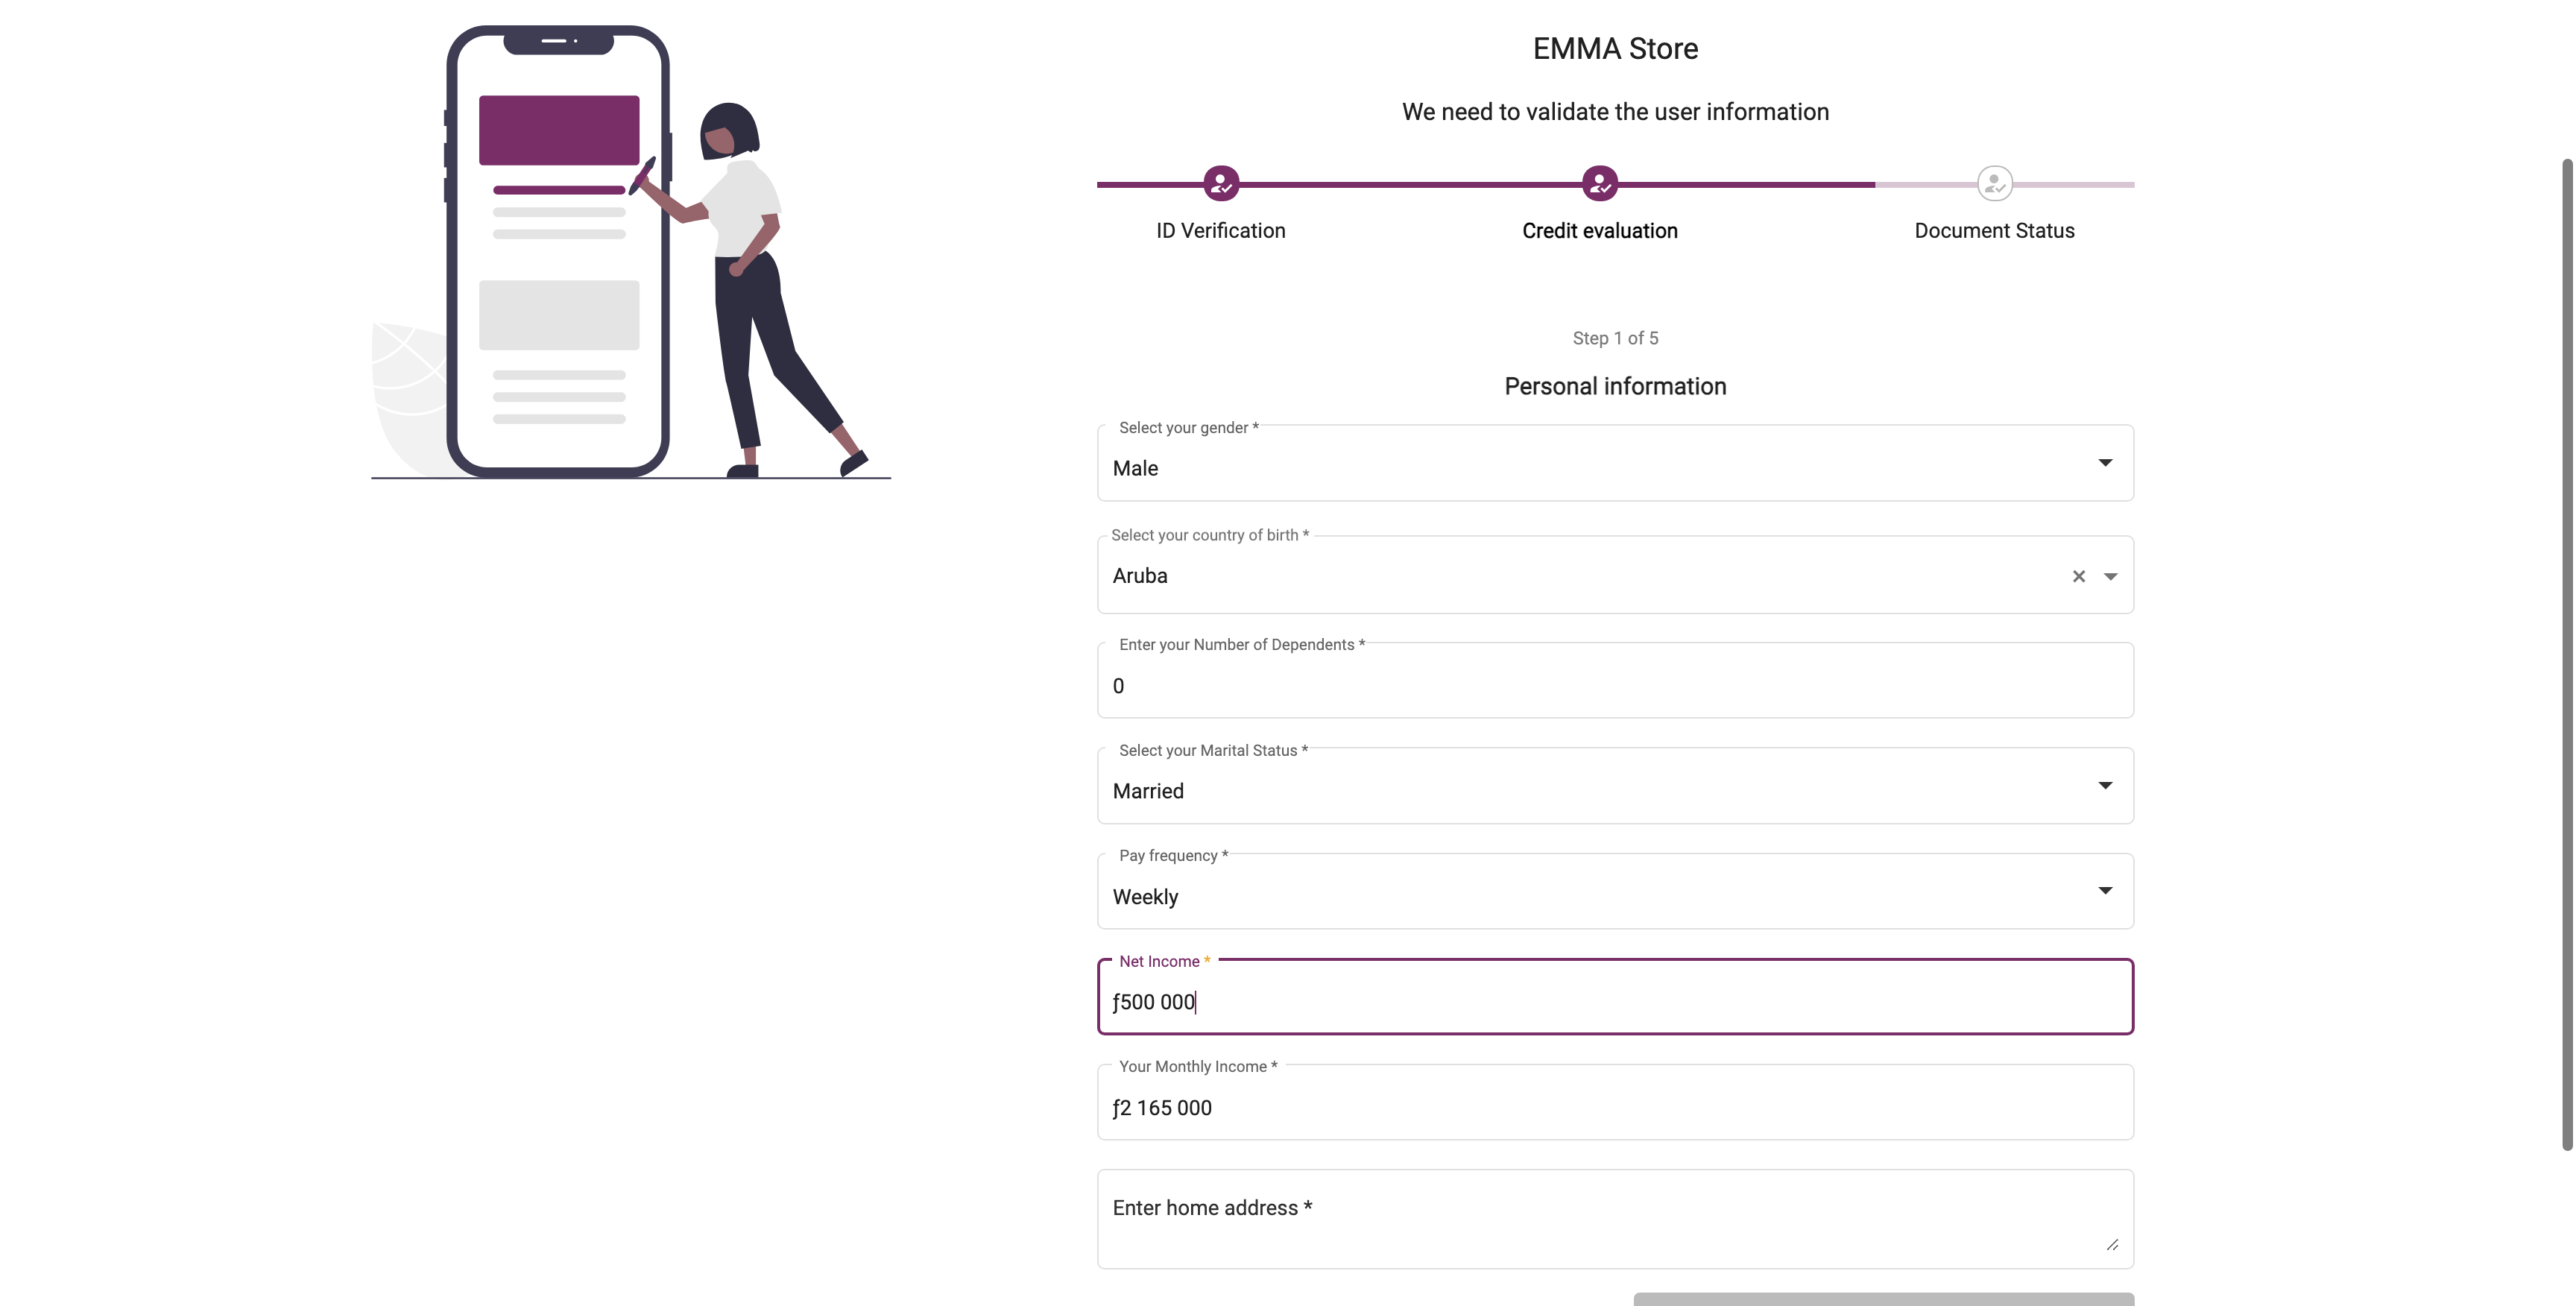 EMMA Store
We need to validate the user information
ID Verification
Credit evaluation
Document Status
Step 1 of 5
Personal information
Select your gender *
Male
Select your country of birth *
Aruba
Enter your Number of Dependents *
0
Select your Marital Status *
Married
Pay frequency *
Weekly
Net Income *
ƒ500 000
Your Monthly Income *
ƒ2 165 000
Enter home address *